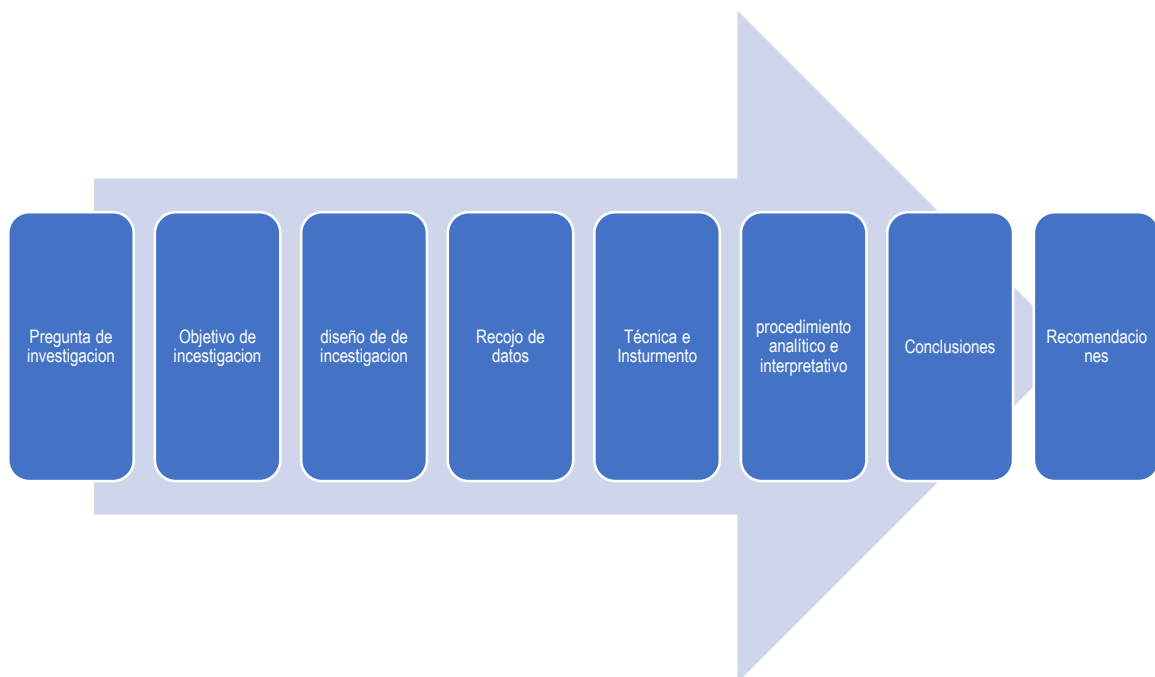 Pregunta de
investigacion
Objetivo de
incestigacion
diseño de de
incestigacion
Recojo de
datos
Técnica e
Insturmento
procedimiento
analítico e
interpretativo
Conclusiones
Recomendacio
nes